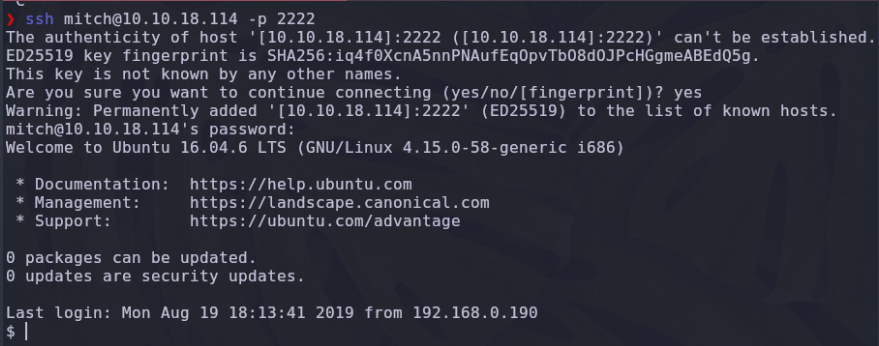 ❯ ssh mitch@10.10.18.114 -p 2222
The authenticity of host '[10.10.18.114]:2222 ([10.10.18.114]:2222)' can't be established.
ED25519 key fingerprint is SHA256:iq4f0XcnA5nnPNAufEqOpvTbO8dOJPcHGgmeABEdQ5g.
This key is not known by any other names.
Are you sure you want to continue connecting (yes/no/[fingerprint])? yes
Warning: Permanently added '[10.10.18.114]:2222' (ED25519) to the list of known hosts.
mitch@10.10.18.114's password:
Welcome to Ubuntu 16.04.6 LTS (GNU/Linux 4.15.0-58-generic i686)
* Documentation:  https://help.ubuntu.com
* Management:     https://landscape.canonical.com
* Support:        https://ubuntu.com/advantage
0 packages can be updated.
0 updates are security updates.
Last login: Mon Aug 19 18:13:41 2019 from 192.168.0.190
$